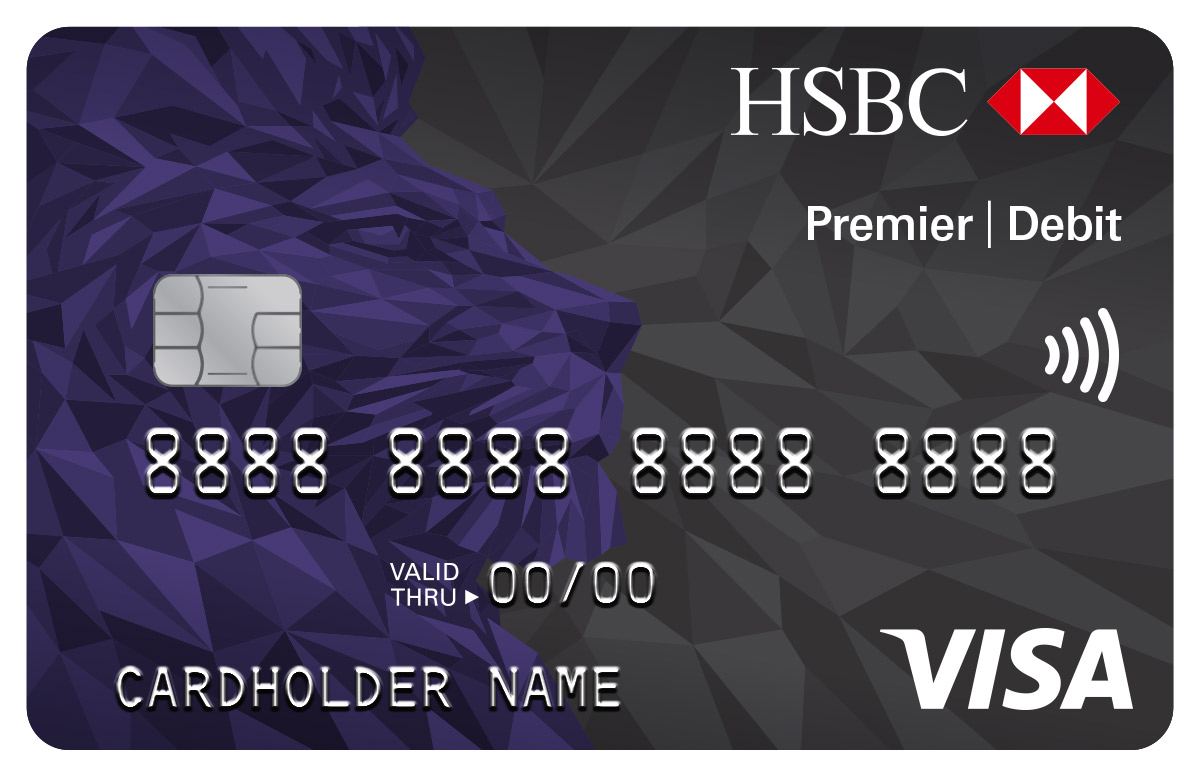 HSBC
Premier | Debit
8888 8888 8888 8888
VALID
THRU 00/00
CARDHOLDER NAME
VISA